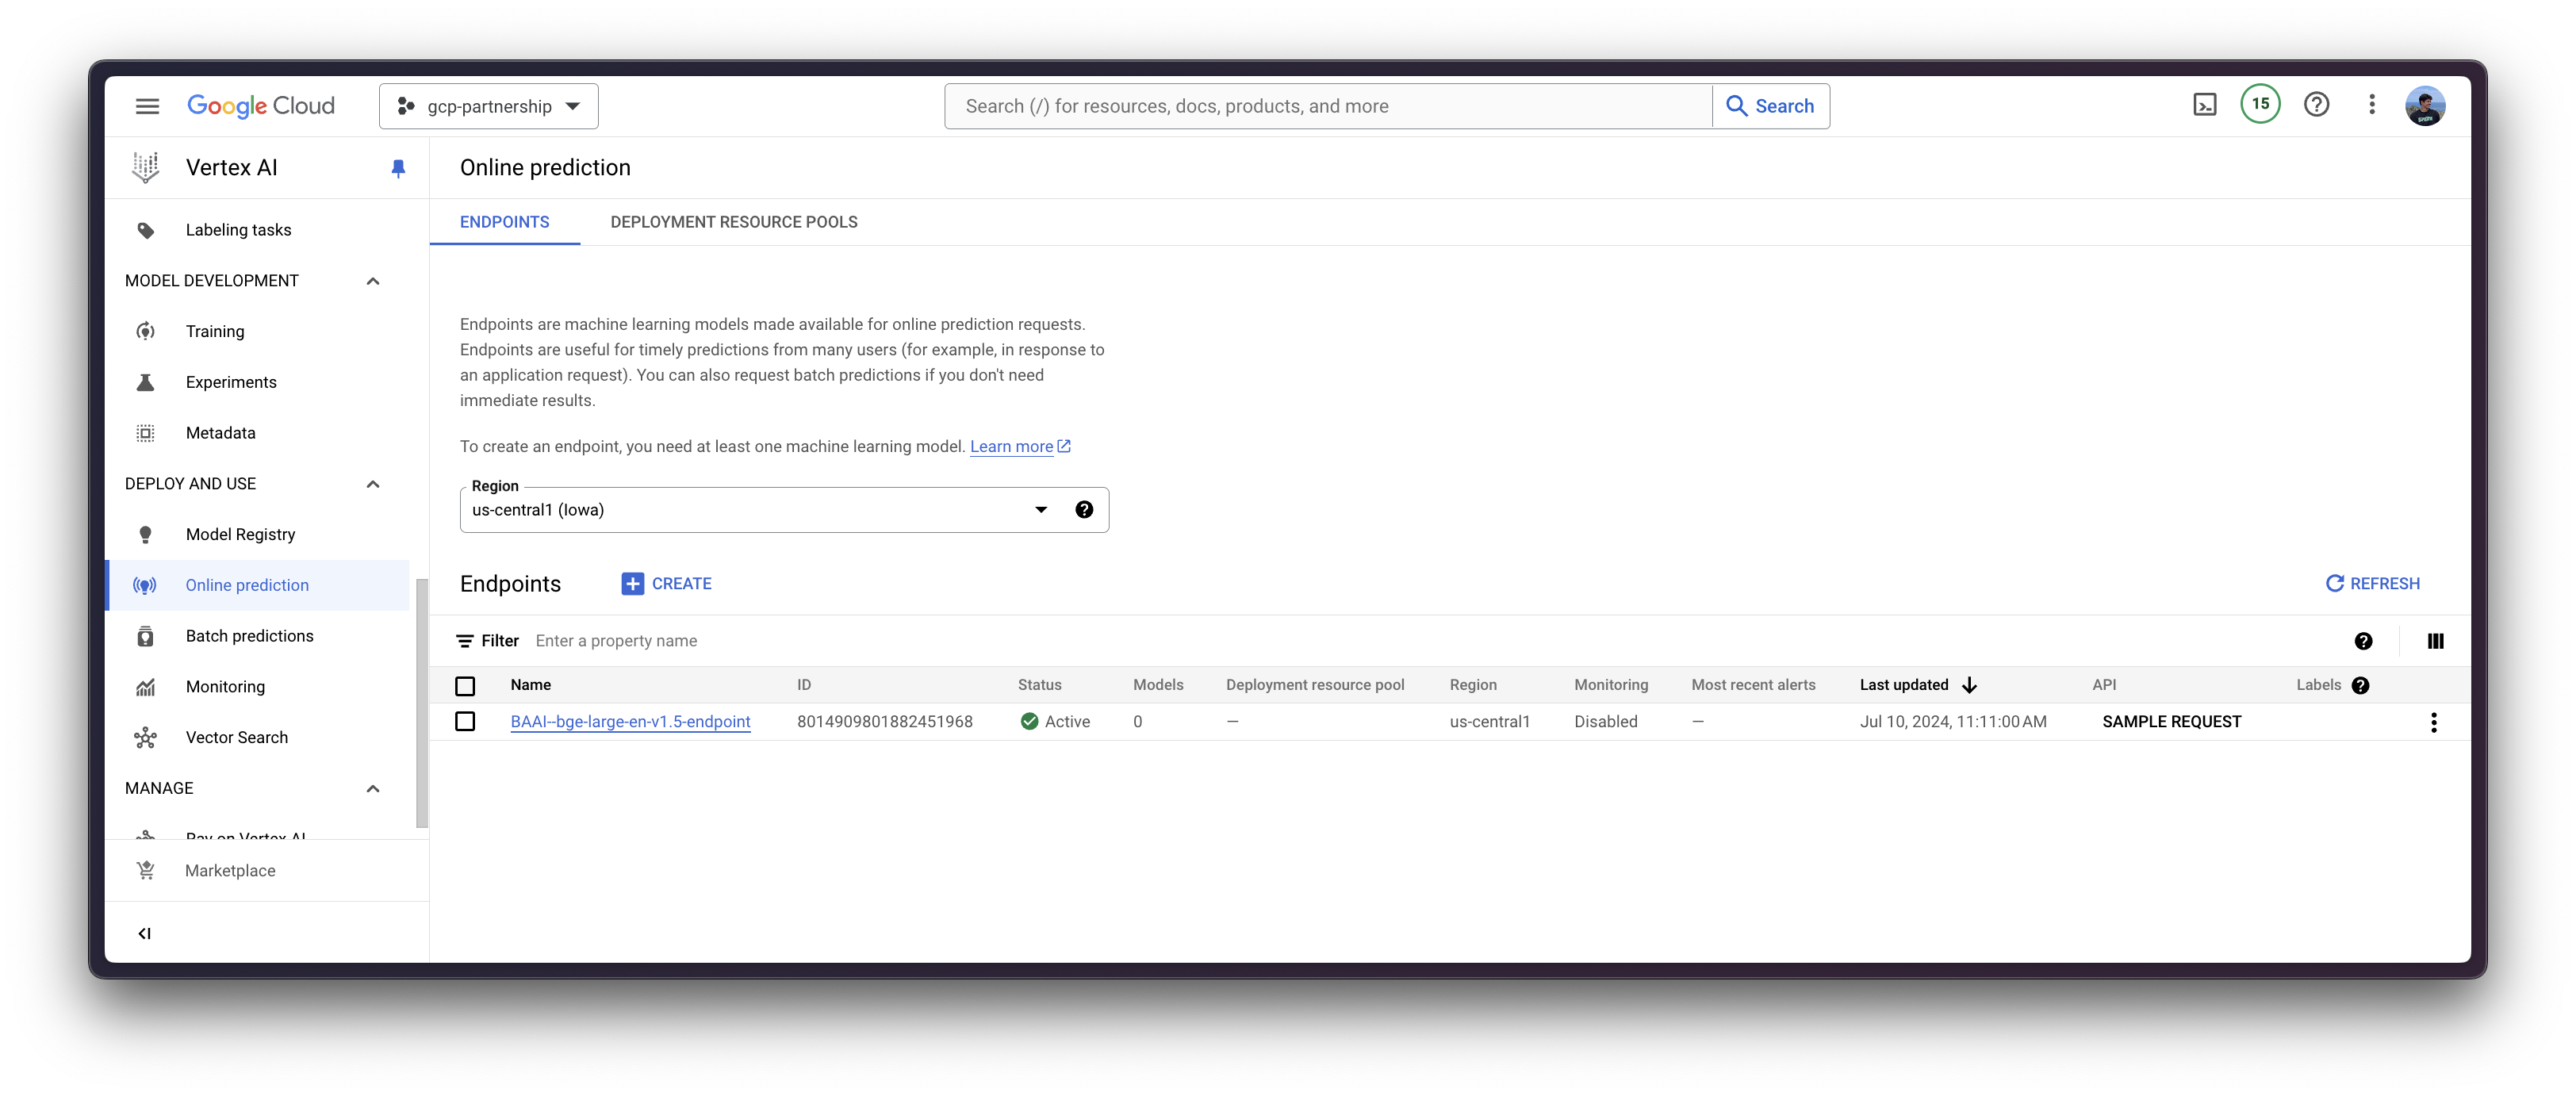 Google Cloud
gcp-partnership
Search (/) for resources, docs, products, and more
Search
15
Vertex AI
Online prediction
Labeling tasks
MODEL DEVELOPMENT
Training
Experiments
Metadata
DEPLOY AND USE
Model Registry
Online prediction
Batch predictions
Monitoring
Vector Search
MANAGE
Ray on Vertex AI
Marketplace
ENDPOINTS
DEPLOYMENT RESOURCE POOLS
Endpoints are machine learning models made available for online prediction requests.
Endpoints are useful for timely predictions from many users (for example, in response to
an application request). You can also request batch predictions if you don't need
immediate results.
To create an endpoint, you need at least one machine learning model. Learn more
Region
us-central1 (Iowa)
Endpoints
CREATE
REFRESH
Filter Enter a property name
Name ID Status Models Deployment resource pool Region Monitoring Most recent alerts Last updated API Labels
BAAI--bge-large-en-v1.5-endpoint 8014909801882451968 Active 0 — us-central1 Disabled — Jul 10, 2024, 11:11:00 AM SAMPLE REQUEST